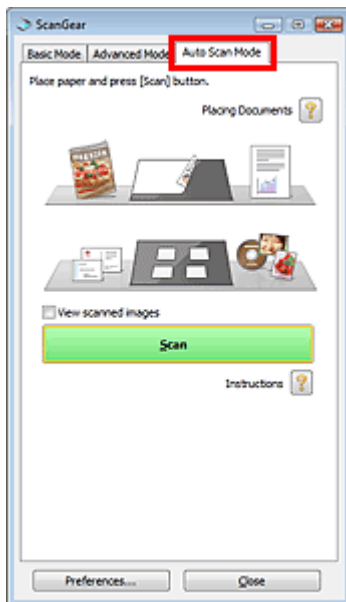 ScanGear
Basic Mode Advanced Mode Auto Scan Mode
Place paper and press [Scan] button.
Placing Documents ?
View scanned images
Scan
Instructions ?
Preferences... Close